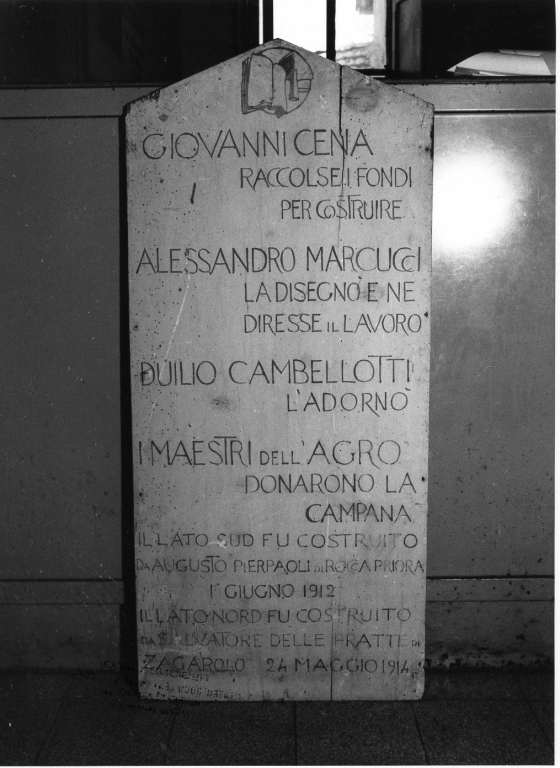 GIOVANNI CENA
RACCOLSE I FONDI
PER COSTRUIRE
ALESSANDRO MARCUCCI
LA DISEGNÒ E NE
DIRESSE IL LAVORO
DUILIO CAMBELLOTTI
L'ADORNÒ
I MAESTRI DELL'AGRO
DONARONO LA
CAMPANA
IL LATO SUD FU COSTRUITO
DA AUGUSTO PIERPAOLI DI ROCCA PRIORA
1° GIUGNO 1912
IL LATO NORD FU COSTRUITO
DA SALVATORE DELLE FRATTE DI
ZAGAROLO 24 MAGGIO 1914